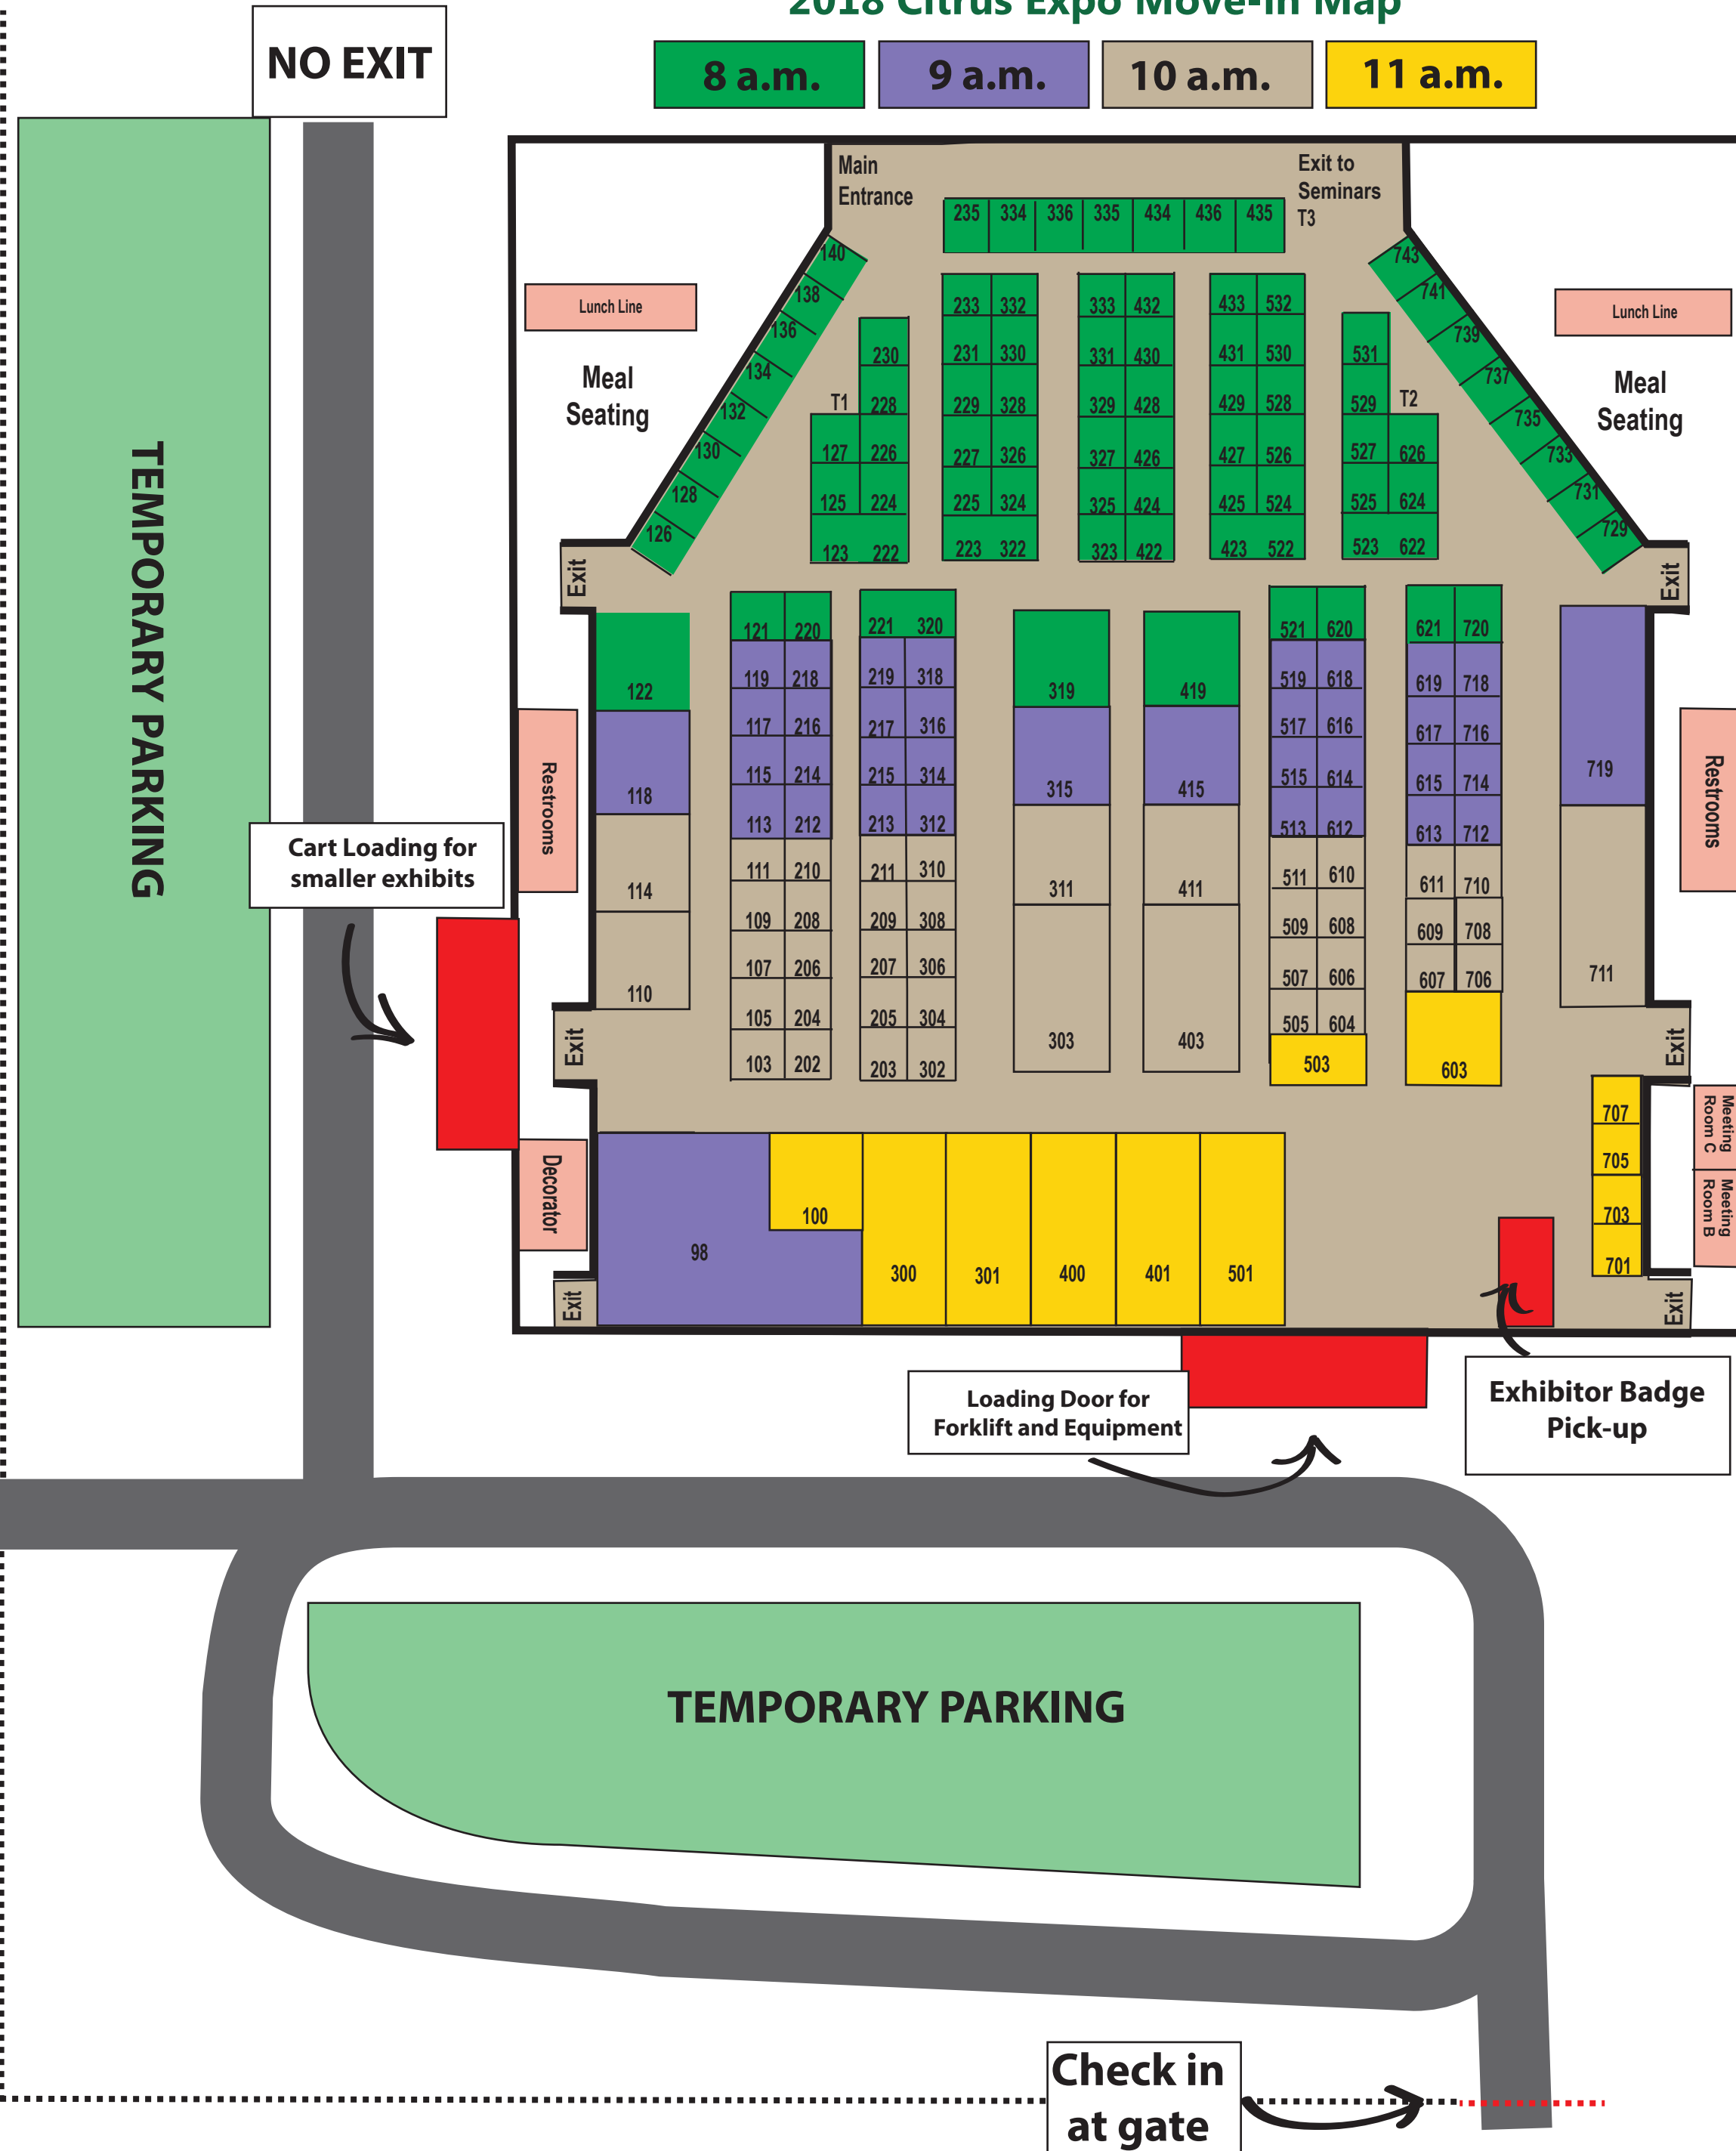 2018 Citrus Expo Move-In Map
NO EXIT
8 a.m. 9 a.m. 10 a.m. 11 a.m.
Main
Entrance
Exit to
Seminars
T3
235 334 336 335 434 436 435
140
138
136
134
132
130
128
126
743
741
739
737
735
733
731
729
Lunch Line
Meal
Seating
Lunch Line
Meal
Seating
T1
230
228
127 226
125 224
123 222
233 332
231 330
229 328
227 326
225 324
223 322
333 432
331 430
329 428
327 426
325 424
323 422
433 532
431 530
429 528
427 526
425 524
423 522
T2
531
529
527 626
525 624
523 622
Exit
Exit
122
118
114
110
121 220
119 218
117 216
115 214
113 212
111 210
109 208
107 206
105 204
103 202
221 320
219 318
217 316
215 314
213 312
211 310
209 308
207 306
205 304
203 302
319
315
311
303
419
415
411
403
521 620
519 618
517 616
515 614
513 612
511 610
509 608
507 606
505 604
503
621 720
619 718
617 716
615 714
613 712
611 710
609 708
607 706
603
719
711
Restrooms
Restrooms
TEMPORARY PARKING
Cart Loading for
smaller exhibits
Exit
Exit
Decorator
Exit
98
100
300 301 400 401 501
707
705
703
701
Meeting
Room C
Meeting
Room B
Exit
Loading Door for
Forklift and Equipment
Exhibitor Badge
Pick-up
TEMPORARY PARKING
Check in
at gate